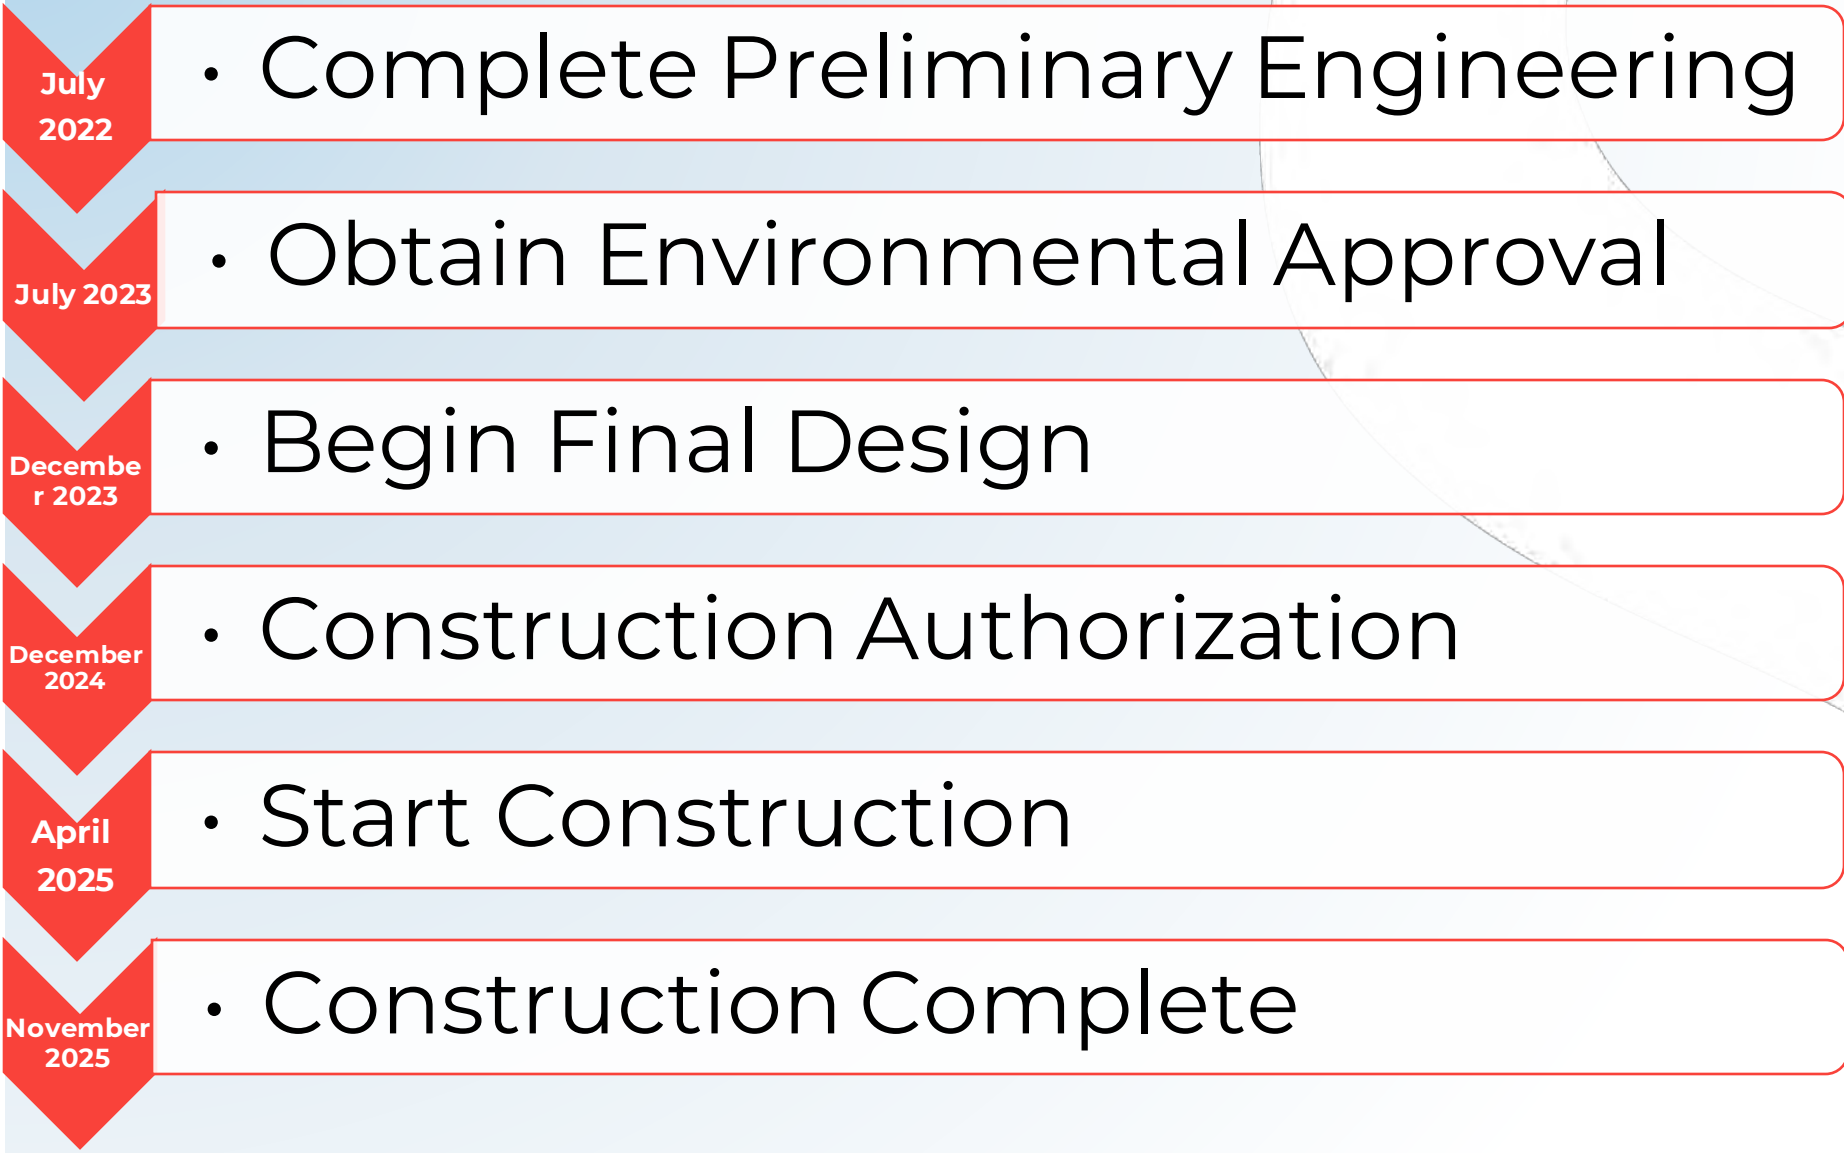 July
2022
• Complete Preliminary Engineering
July 2023
• Obtain Environmental Approval
Decembe
r 2023
• Begin Final Design
December
2024
• Construction Authorization
April
2025
• Start Construction
November
2025
• Construction Complete